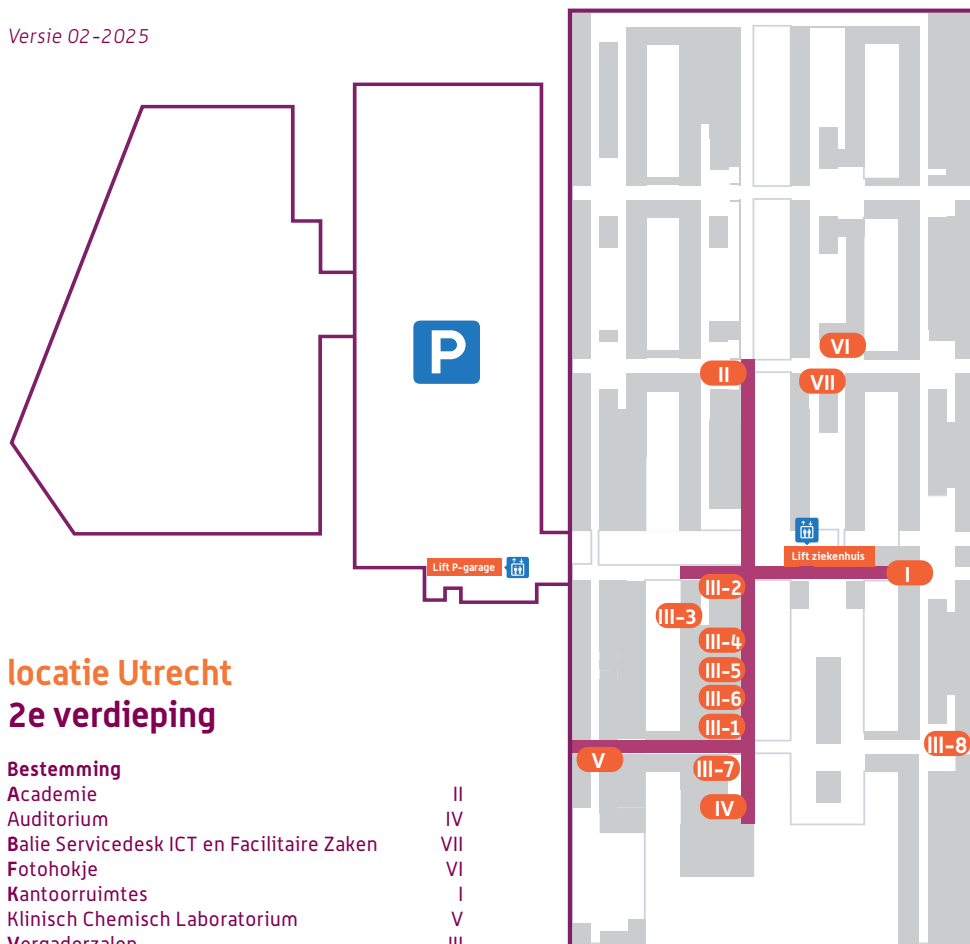 Versie 02-2025
P
VI
II
VII
Lift ziekenhuis
Lift P-garage
I
III-2
III-3
III-4
III-5
III-6
III-1
V
III-7
III-8
IV
locatie Utrecht
2e verdieping
Bestemming
Academie II
Auditorium IV
Balie Servicedesk ICT en Facilitaire Zaken VII
Fotohokje VI
Kantoorruimtes I
Klinisch Chemisch Laboratorium V
Vergaderzalen III